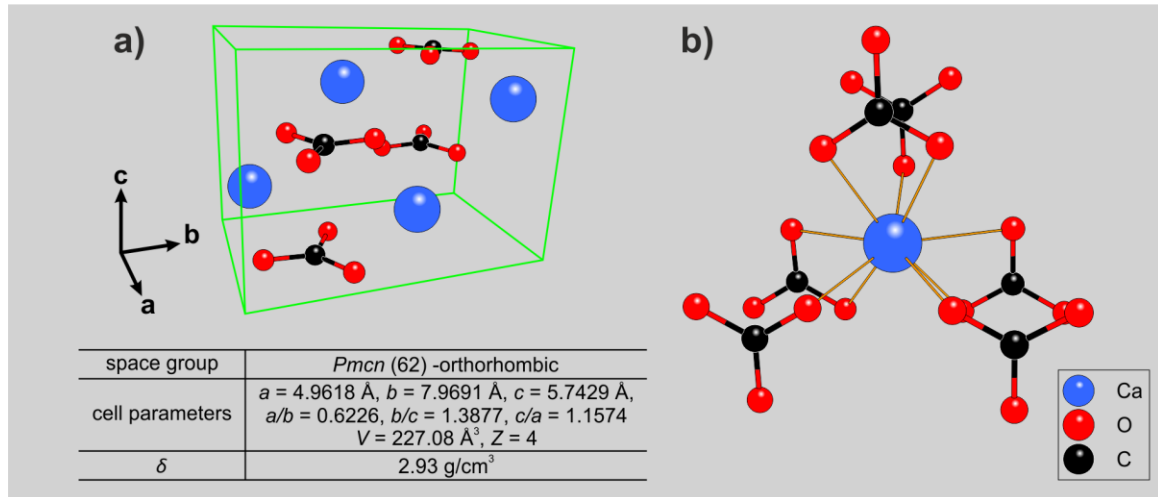 a)
b)
c
b
a
space group
Pmcn (62) -orthorhombic
cell parameters
a = 4.9618 Å, b = 7.9691 Å, c = 5.7429 Å,
a/b = 0.6226, b/c = 1.3877, c/a = 1.1574
V = 227.08 Å³, Z = 4
δ
2.93 g/cm³
Ca
O
C